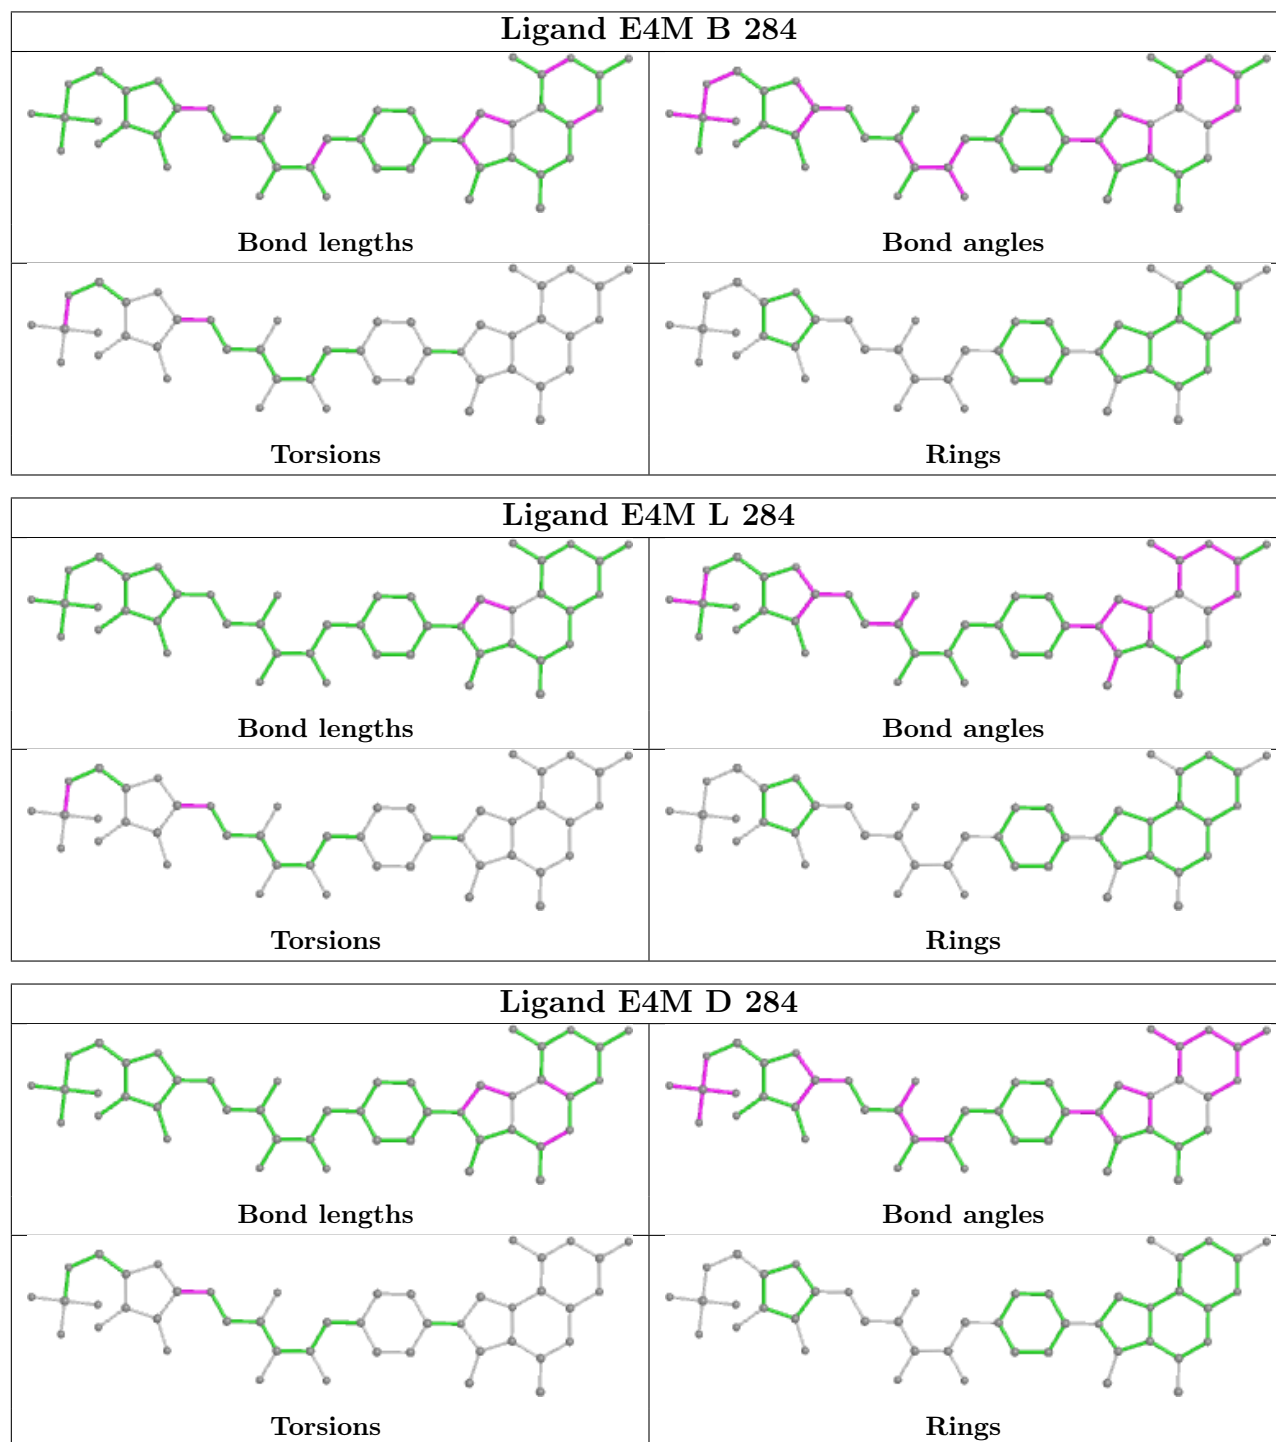 Ligand E4M B 284
Bond lengths
Bond angles
Torsions
Rings
Ligand E4M L 284
Bond lengths
Bond angles
Torsions
Rings
Ligand E4M D 284
Bond lengths
Bond angles
Torsions
Rings